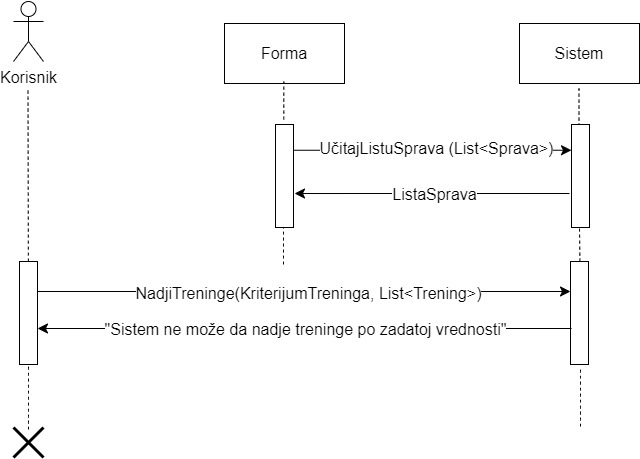 Korisnik
Forma
Sistem
UčitajListuSprava (List<Sprava>)
ListaSprava
NadjiTreninge(KriterijumTreninga, List<Trening>)
"Sistem ne može da nadje treninge po zadatoj vrednosti"